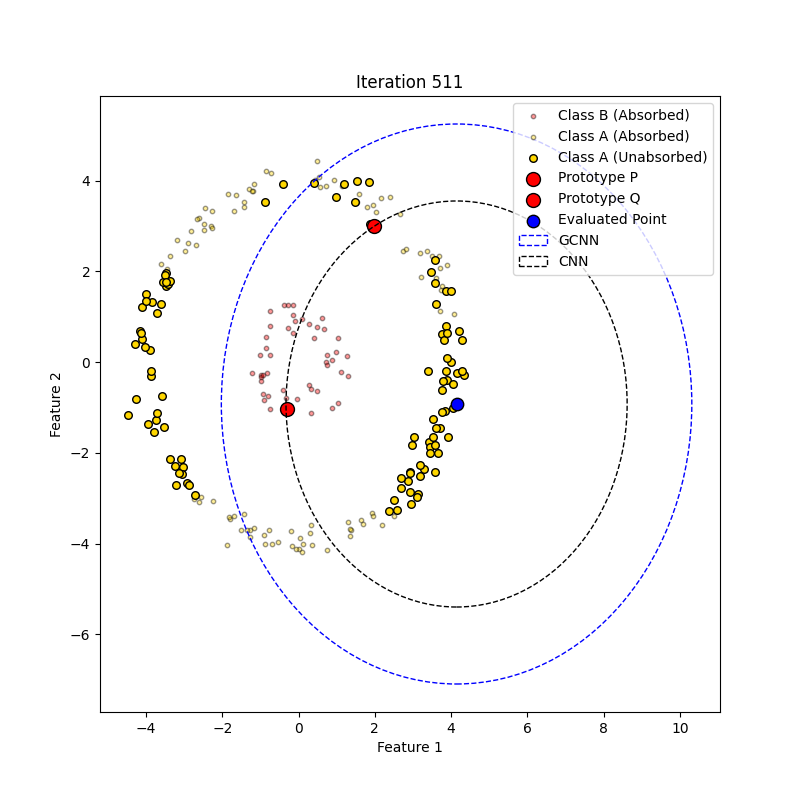 Iteration 511
Class B (Absorbed)
Class A (Absorbed)
Class A (Unabsorbed)
Prototype P
Prototype Q
Evaluated Point
GCNN
CNN
Feature 2
4
2
0
−2
−4
−6
−4 −2 0 2 4 6 8 10
Feature 1